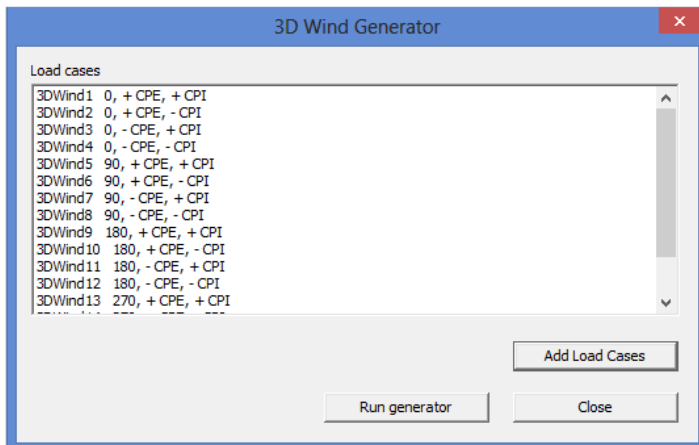 3D Wind Generator
Load cases
3DWind1 0, + CPE, + CPI
3DWind2 0, + CPE, - CPI
3DWind3 0, - CPE, + CPI
3DWind4 0, - CPE, - CPI
3DWind5 90, + CPE, + CPI
3DWind6 90, + CPE, - CPI
3DWind7 90, - CPE, + CPI
3DWind8 90, - CPE, - CPI
3DWind9 180, + CPE, + CPI
3DWind10 180, + CPE, - CPI
3DWind11 180, - CPE, + CPI
3DWind12 180, - CPE, - CPI
3DWind13 270, + CPE, + CPI
Add Load Cases
Run generator Close